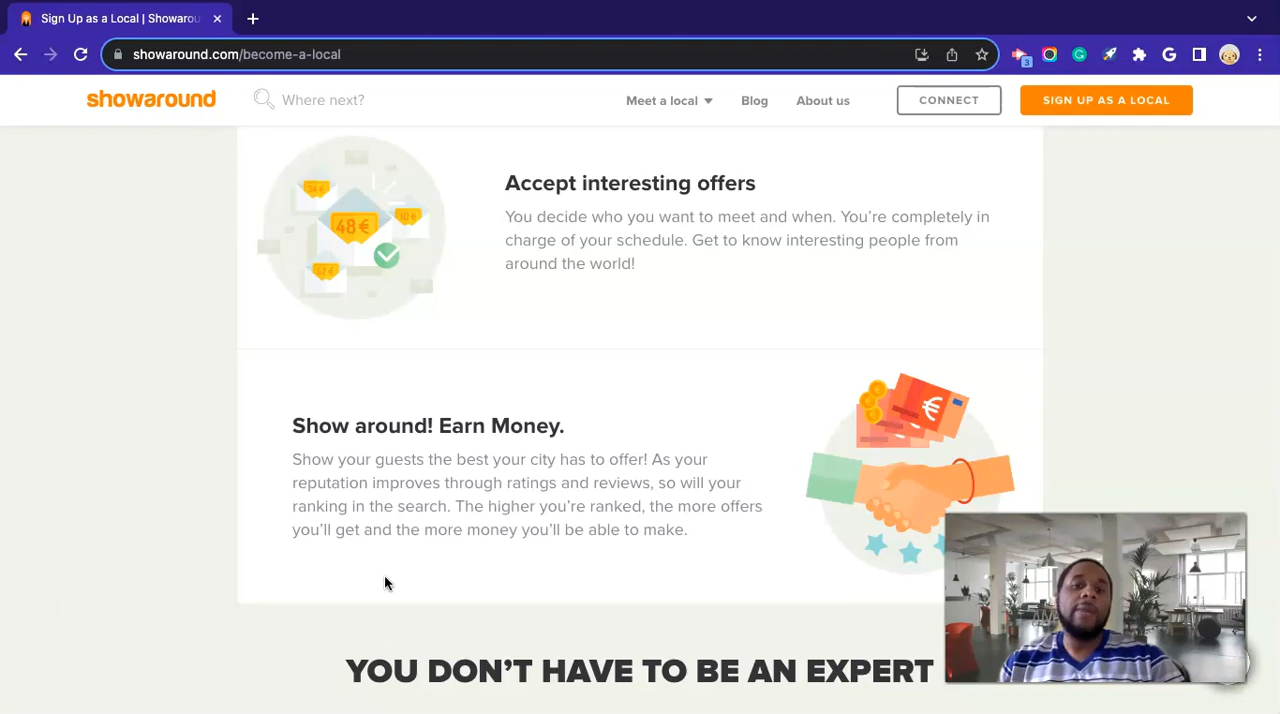 Sign Up as a Local | Showarou
showaround.com/become-a-local
3
showaround
Where next?
Meet a local
Blog
About us
CONNECT
SIGN UP AS A LOCAL
34 €
48 €
18 €
Accept interesting offers
You decide who you want to meet and when. You’re completely in
charge of your schedule. Get to know interesting people from
around the world!
Show around! Earn Money.
Show your guests the best your city has to offer! As your
reputation improves through ratings and reviews, so will your
ranking in the search. The higher you’re ranked, the more offers
you’ll get and the more money you’ll be able to make.
€
YOU DON’T HAVE TO BE AN EXPERT